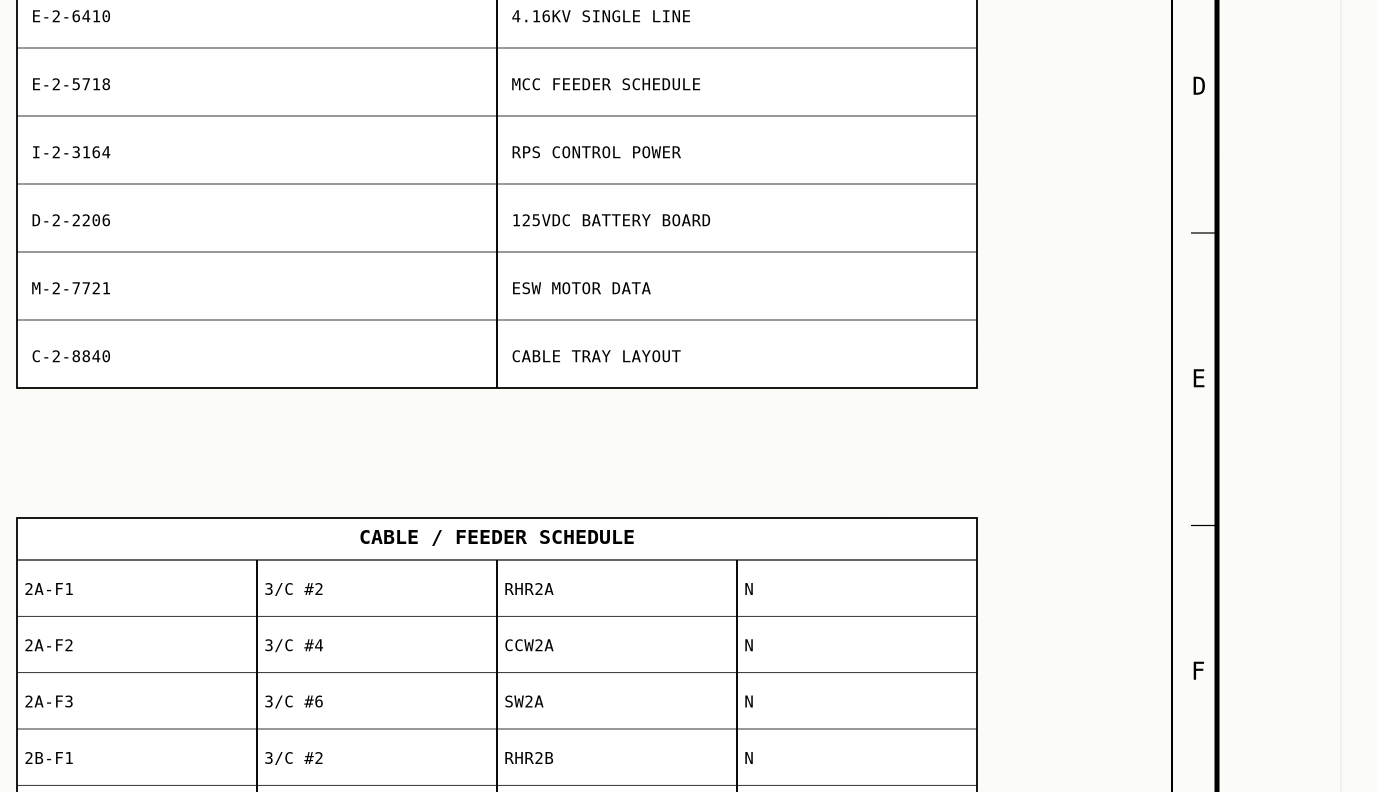 E-2-6410 4.16KV SINGLE LINE
E-2-5718 MCC FEEDER SCHEDULE
D
I-2-3164 RPS CONTROL POWER
D-2-2206 125VDC BATTERY BOARD
M-2-7721 ESW MOTOR DATA
C-2-8840 CABLE TRAY LAYOUT
E
CABLE / FEEDER SCHEDULE
2A-F1 3/C #2 RHR2A N
2A-F2 3/C #4 CCW2A N
F
2A-F3 3/C #6 SW2A N
2B-F1 3/C #2 RHR2B N